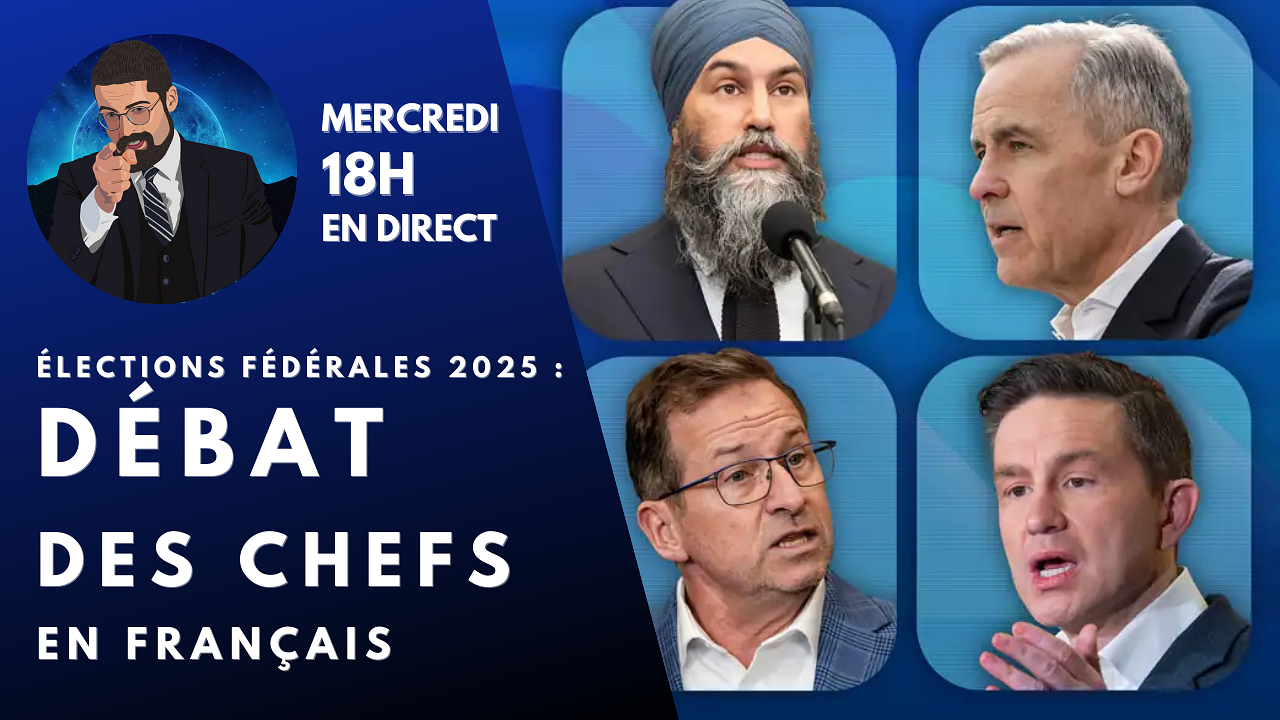 MERCREDI
18H
EN DIRECT
ÉLECTIONS FÉDÉRALES 2025 :
DÉBAT
DES CHEFS
EN FRANÇAIS